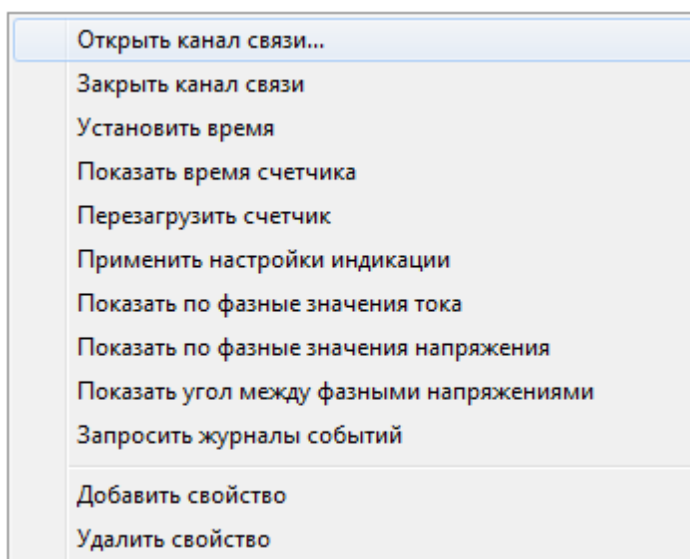 Открыть канал связи...
Закрыть канал связи
Установить время
Показать время счетчика
Перезагрузить счетчик
Применить настройки индикации
Показать по фазные значения тока
Показать по фазные значения напряжения
Показать угол между фазными напряжениями
Запросить журналы событий
Добавить свойство
Удалить свойство